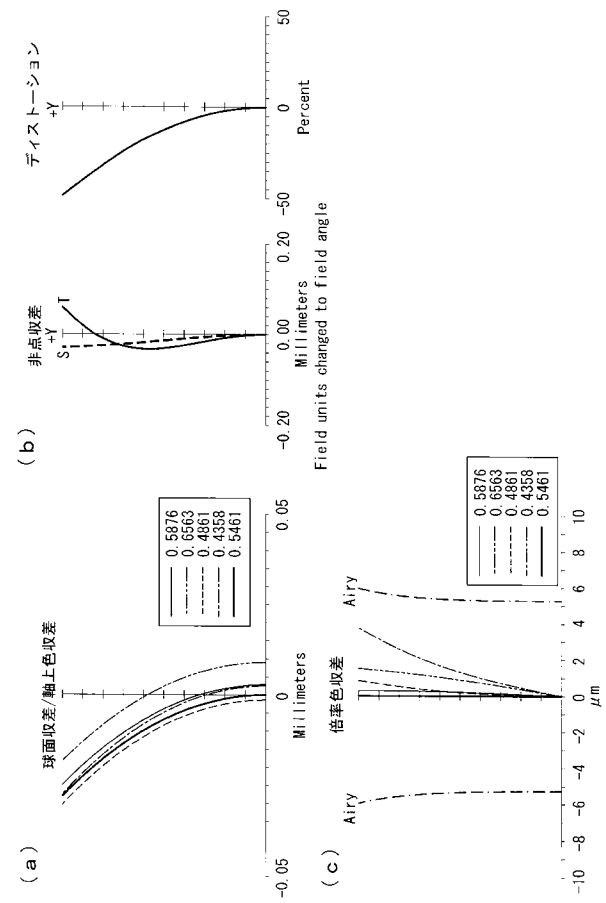 (a)
球面収差/軸上色収差
0.5876
0.6563
0.4861
0.4358
0.5461
-0.05
0
0.05
Millimeters
(b)
非点収差
+Y
S
T
-0.20
0.00
0.20
Millimeters
Field units changed to field angle
ディストーション
+Y
-50
0
50
Percent
(c)
倍率色収差
Airy
Airy
0.5876
0.6563
0.4861
0.4358
0.5461
-10
-8
-6
-4
-2
0
2
4
6
8
10
μm